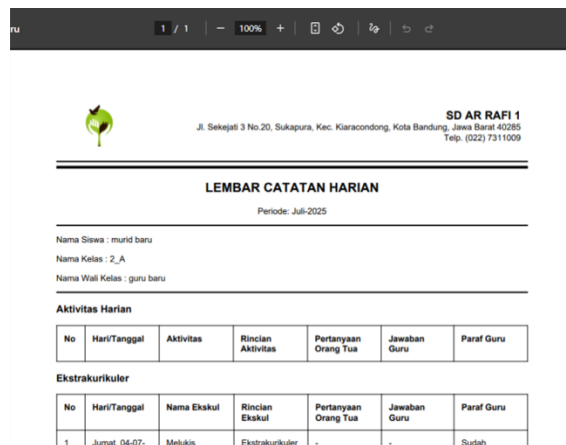 ru
1 / 1
100%
SD AR RAFI 1
Jl. Sekejati 3 No.20, Sukapura, Kec. Kiaracondong, Kota Bandung, Jawa Barat 40285
Telp. (022) 7311009
LEMBAR CATATAN HARIAN
Periode: Juli-2025
Nama Siswa : murid baru
Nama Kelas : 2_A
Nama Wali Kelas : guru baru
Aktivitas Harian
No Hari/Tanggal Aktivitas Rincian Aktivitas Pertanyaan Orang Tua Jawaban Guru Paraf Guru
Ekstrakurikuler
No Hari/Tanggal Nama Ekskul Rincian Ekskul Pertanyaan Orang Tua Jawaban Guru Paraf Guru
1 Jumat, 04-07- Melukis Ekstrakurikuler - - Sudah